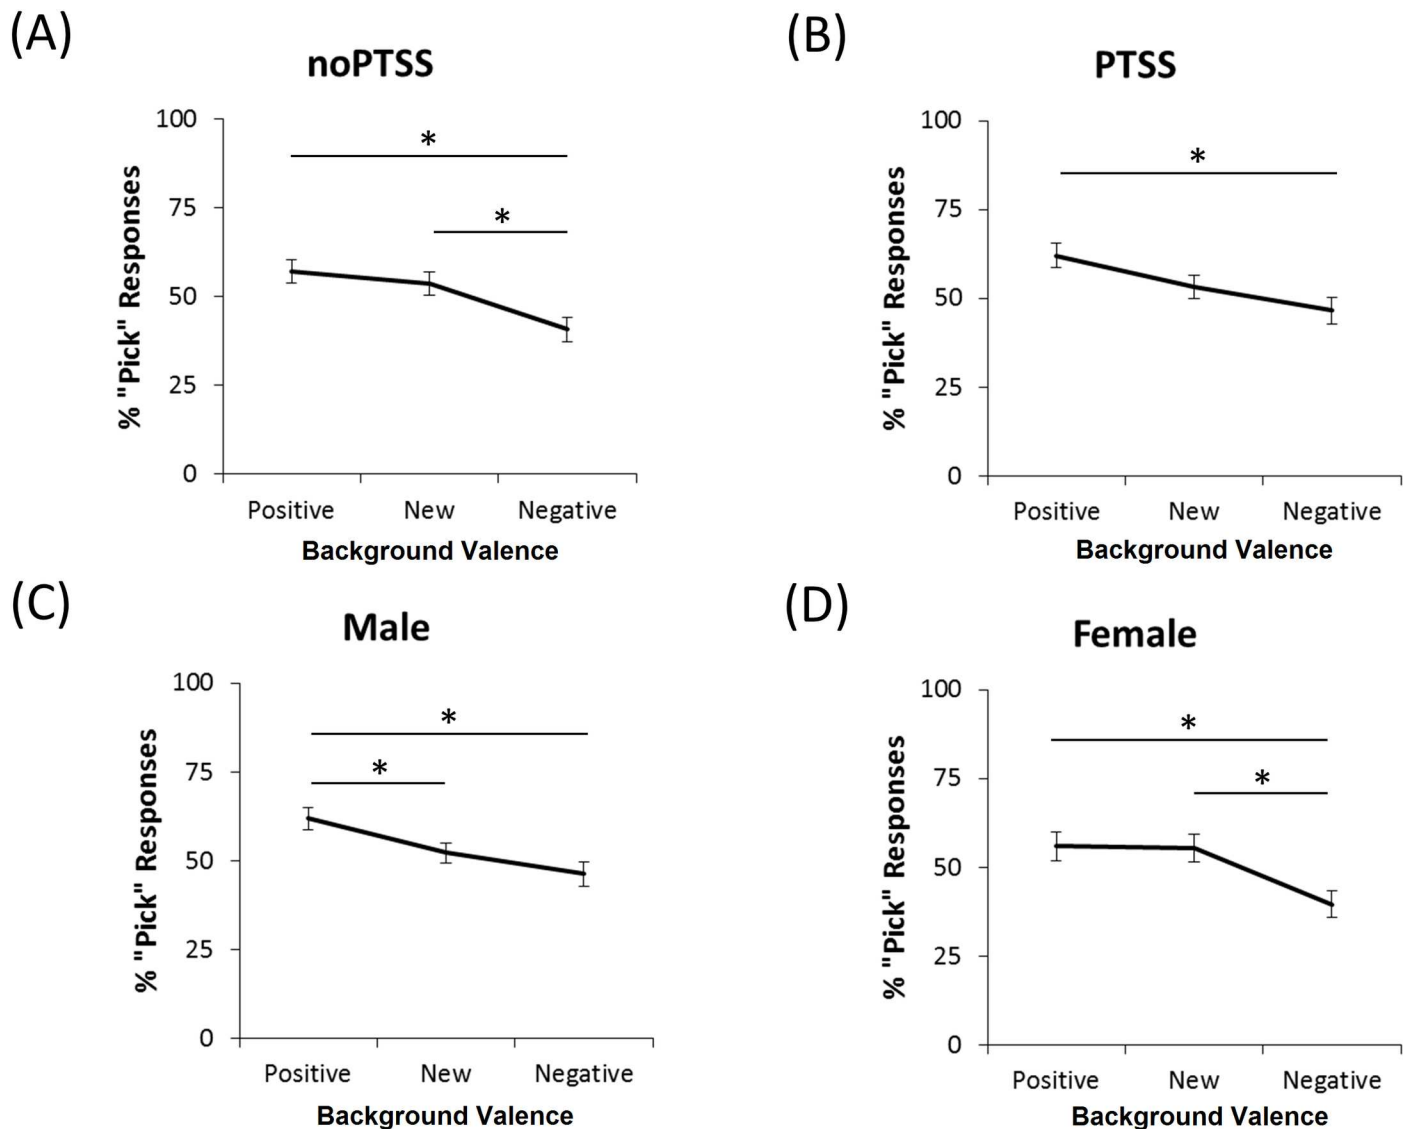 (A)
noPTSS
100
75
50
25
0
% "Pick" Responses
*
*
Positive New Negative
Background Valence
(B)
PTSS
100
75
50
25
0
% "Pick" Responses
*
Positive New Negative
Background Valence
(C)
Male
100
75
50
25
0
% "Pick" Responses
*
*
Positive New Negative
Background Valence
(D)
Female
100
75
50
25
0
% "Pick" Responses
*
*
Positive New Negative
Background Valence